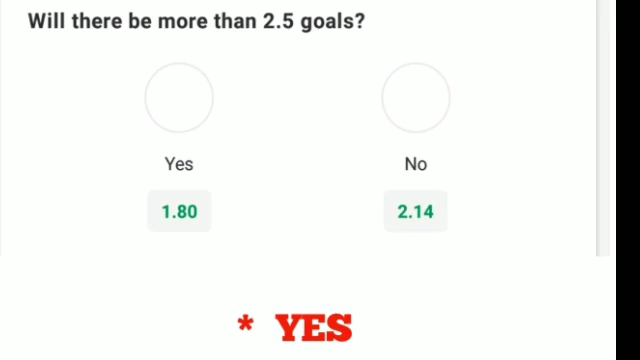 Will there be more than 2.5 goals?
Yes No
1.80 2.14
* YES